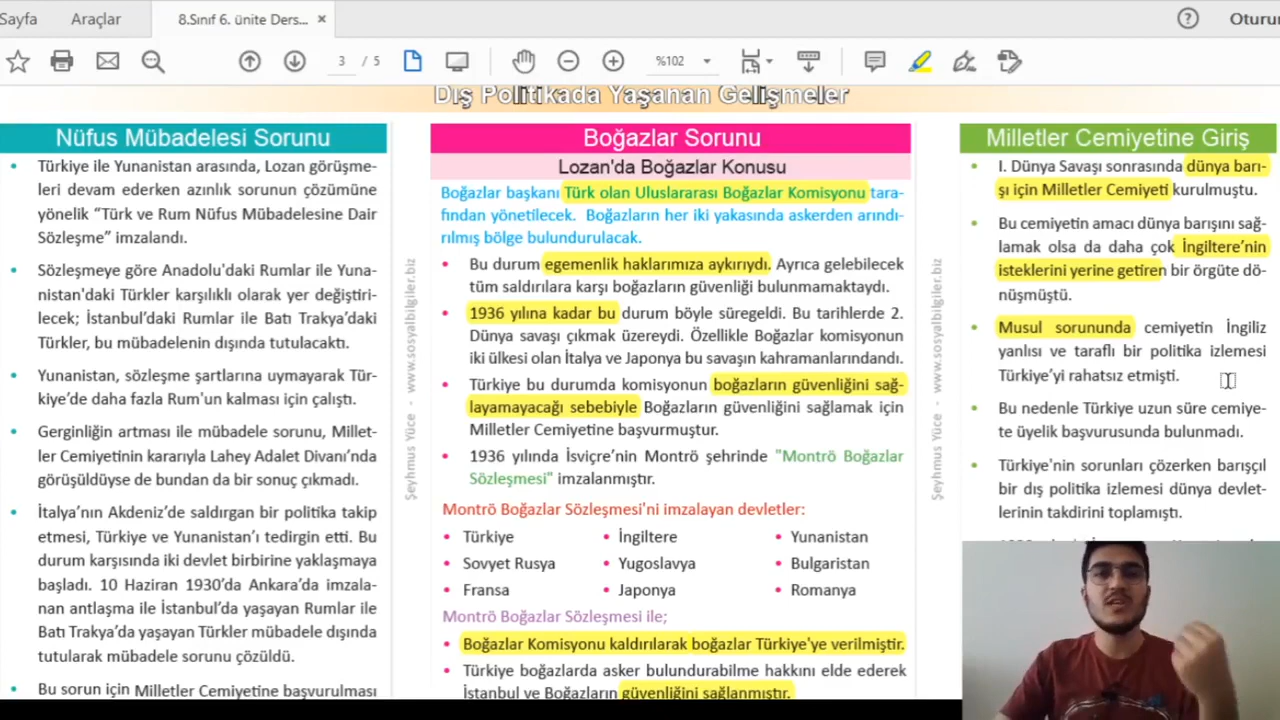 Sayfa
Araçlar
8.Sınıf 6. ünite Ders... ×
?
Oturur
3 / 5
%102
Dış Politikada Yaşanan Gelişmeler
Nüfus Mübadelesi Sorunu
• Türkiye ile Yunanistan arasında, Lozan görüşme-
leri devam ederken azınlık sorunun çözümüne
yönelik “Türk ve Rum Nüfus Mübadelesine Dair
Sözleşme” imzalandı.
• Sözleşmeye göre Anadolu'daki Rumlar ile Yuna-
nistan'daki Türkler karşılıklı olarak yer değiştiri-
lecek; İstanbul'daki Rumlar ile Batı Trakya'daki
Türkler, bu mübadelenin dışında tutulacaktı.
• Yunanistan, sözleşme şartlarına uymayarak Tür-
kiye’de daha fazla Rum'un kalması için çalıştı.
• Gerginliğin artması ile mübadele sorunu, Millet-
ler Cemiyetinin kararıyla Lahey Adalet Divanı’nda
görüşüldüyse de bundan da bir sonuç çıkmadı.
• İtalya’nın Akdeniz’de saldırgan bir politika takip
etmesi, Türkiye ve Yunanistan’ı tedirgin etti. Bu
durum karşısında iki devlet birbirine yaklaşmaya
başladı. 10 Haziran 1930’da Ankara’da imzala-
nan antlaşma ile İstanbul’da yaşayan Rumlar ile
Batı Trakya’da yaşayan Türkler mübadele dışında
tutularak mübadele sorunu çözüldü.
• Bu sorun için Milletler Cemiyetine başvurulması
Şeyhmus Yüce - www.sosyalbilgiler.biz
Boğazlar Sorunu
Lozan'da Boğazlar Konusu
Boğazlar başkanı Türk olan Uluslararası Boğazlar Komisyonu tara-
fından yönetilecek. Boğazların her iki yakasında askerden arındı-
rılmış bölge bulundurulacak.
• Bu durum egemenlik haklarımıza aykırıydı. Ayrıca gelebilecek
tüm saldırılara karşı boğazların güvenliği bulunmamaktaydı.
• 1936 yılına kadar bu durum böyle süregeldi. Bu tarihlerde 2.
Dünya savaşı çıkmak üzereydi. Özellikle Boğazlar komisyonun
iki ülkesi olan İtalya ve Japonya bu savaşın kahramanlarındandı.
• Türkiye bu durumda komisyonun boğazların güvenliğini sağ-
layamayacağı sebebiyle Boğazların güvenliğini sağlamak için
Milletler Cemiyetine başvurmuştur.
• 1936 yılında İsviçre’nin Montrö şehrinde "Montrö Boğazlar
Sözleşmesi" imzalanmıştır.
Montrö Boğazlar Sözleşmesi'ni imzalayan devletler:
• Türkiye • İngiltere • Yunanistan
• Sovyet Rusya • Yugoslavya • Bulgaristan
• Fransa • Japonya • Romanya
Montrö Boğazlar Sözleşmesi ile;
• Boğazlar Komisyonu kaldırılarak boğazlar Türkiye'ye verilmiştir.
• Türkiye boğazlarda asker bulundurabilme hakkını elde ederek
İstanbul ve Boğazların güvenliğini sağlanmıştır.
Şeyhmus Yüce - www.sosyalbilgiler.biz
Milletler Cemiyetine Giriş
• I. Dünya Savaşı sonrasında dünya barı-
şı için Milletler Cemiyeti kurulmuştu.
• Bu cemiyetin amacı dünya barışını sağ-
lamak olsa da daha çok İngiltere’nin
isteklerini yerine getiren bir örgüte dö-
nüşmüştü.
• Musul sorununda cemiyetin İngiliz
yanlısı ve taraflı bir politika izlemesi
Türkiye’yi rahatsız etmişti.
• Bu nedenle Türkiye uzun süre cemiye-
te üyelik başvurusunda bulunmadı.
• Türkiye'nin sorunları çözerken barışçıl
bir dış politika izlemesi dünya devlet-
lerinin takdirini toplamıştı.